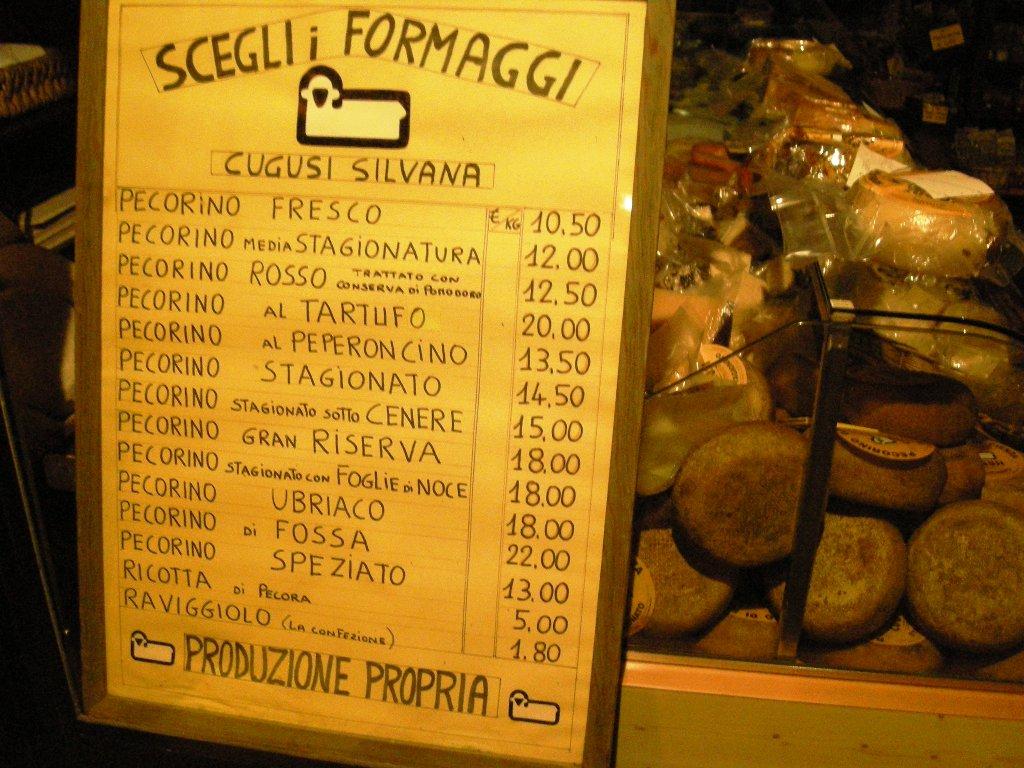 SCEGLI i FORMAGGI
CUGUSI SILVANA
PECORINO FRESCO € KG 10,50
PECORINO MEDIA STAGIONATURA 12.00
PECORINO ROSSO TRATTATO CON CONSERVA DI POMODORO 12,50
PECORINO AL TARTUFO 20.00
PECORINO AL PEPERONCINO 13,50
PECORINO STAGIONATO 14,50
PECORINO STAGIONATO SOTTO CENERE 15,00
PECORINO GRAN RISERVA 18.00
PECORINO STAGIONATO CON FOGLIE DI NOCE 18.00
PECORINO UBRIACO 18.00
PECORINO DI FOSSA 22,00
PECORINO SPEZIATO 13.00
RICOTTA DI PECORA 5,00
RAVIGGIOLO (LA CONFEZIONE) 1.80
PRODUZIONE PROPRIA
PECORINO